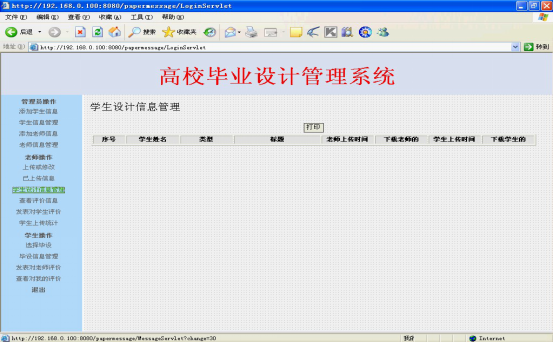 http://192.168.0.100:8080/papermessage/LoginServlet
文件(F) 编辑(E) 查看(V) 收藏(A) 工具(T) 帮助(H)
后退 搜索 收藏夹
地址(D) http://192.168.0.100:8080/papermessage/LoginServlet 转到
高校毕业设计管理系统
管理员操作
添加学生信息
学生信息管理
添加老师信息
老师信息管理
老师操作
上传或修改
已上传信息
学生设计信息管理
查看评价信息
发表对学生评价
学生上传统计
学生操作
选择毕设
毕设信息管理
发表对老师评价
查看对我的评价
退出
学生设计信息管理
打印
序号 学生姓名 类型 标题 老师上传时间 下载老师的 学生上传时间 下载学生的
http://192.168.0.100:8080/papermessage/MessageServlet?change=30 Internet